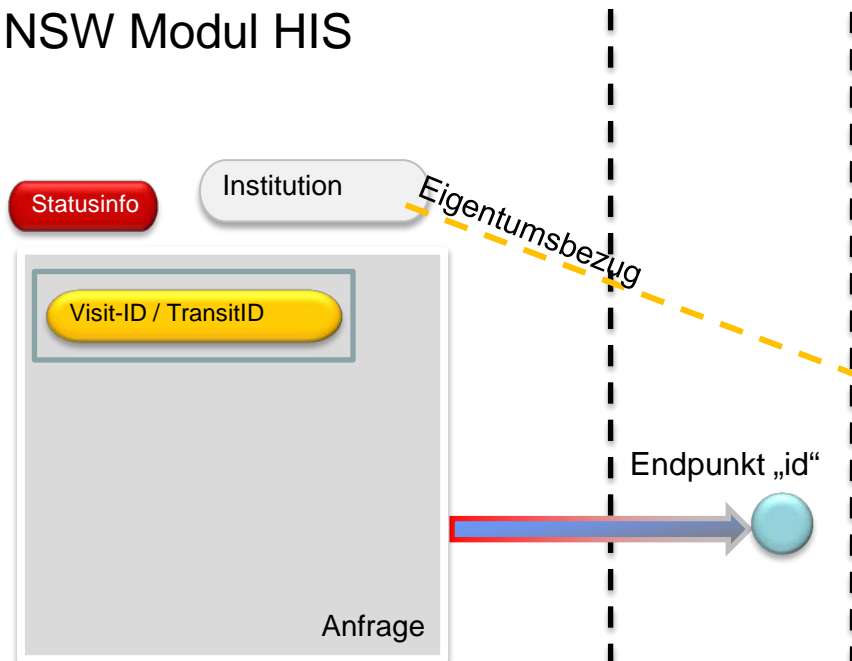 NSW Modul HIS
Statusinfo
Institution
Eigentumsbezug
Visit-ID / TransitID
Endpunkt „id“
Anfrage